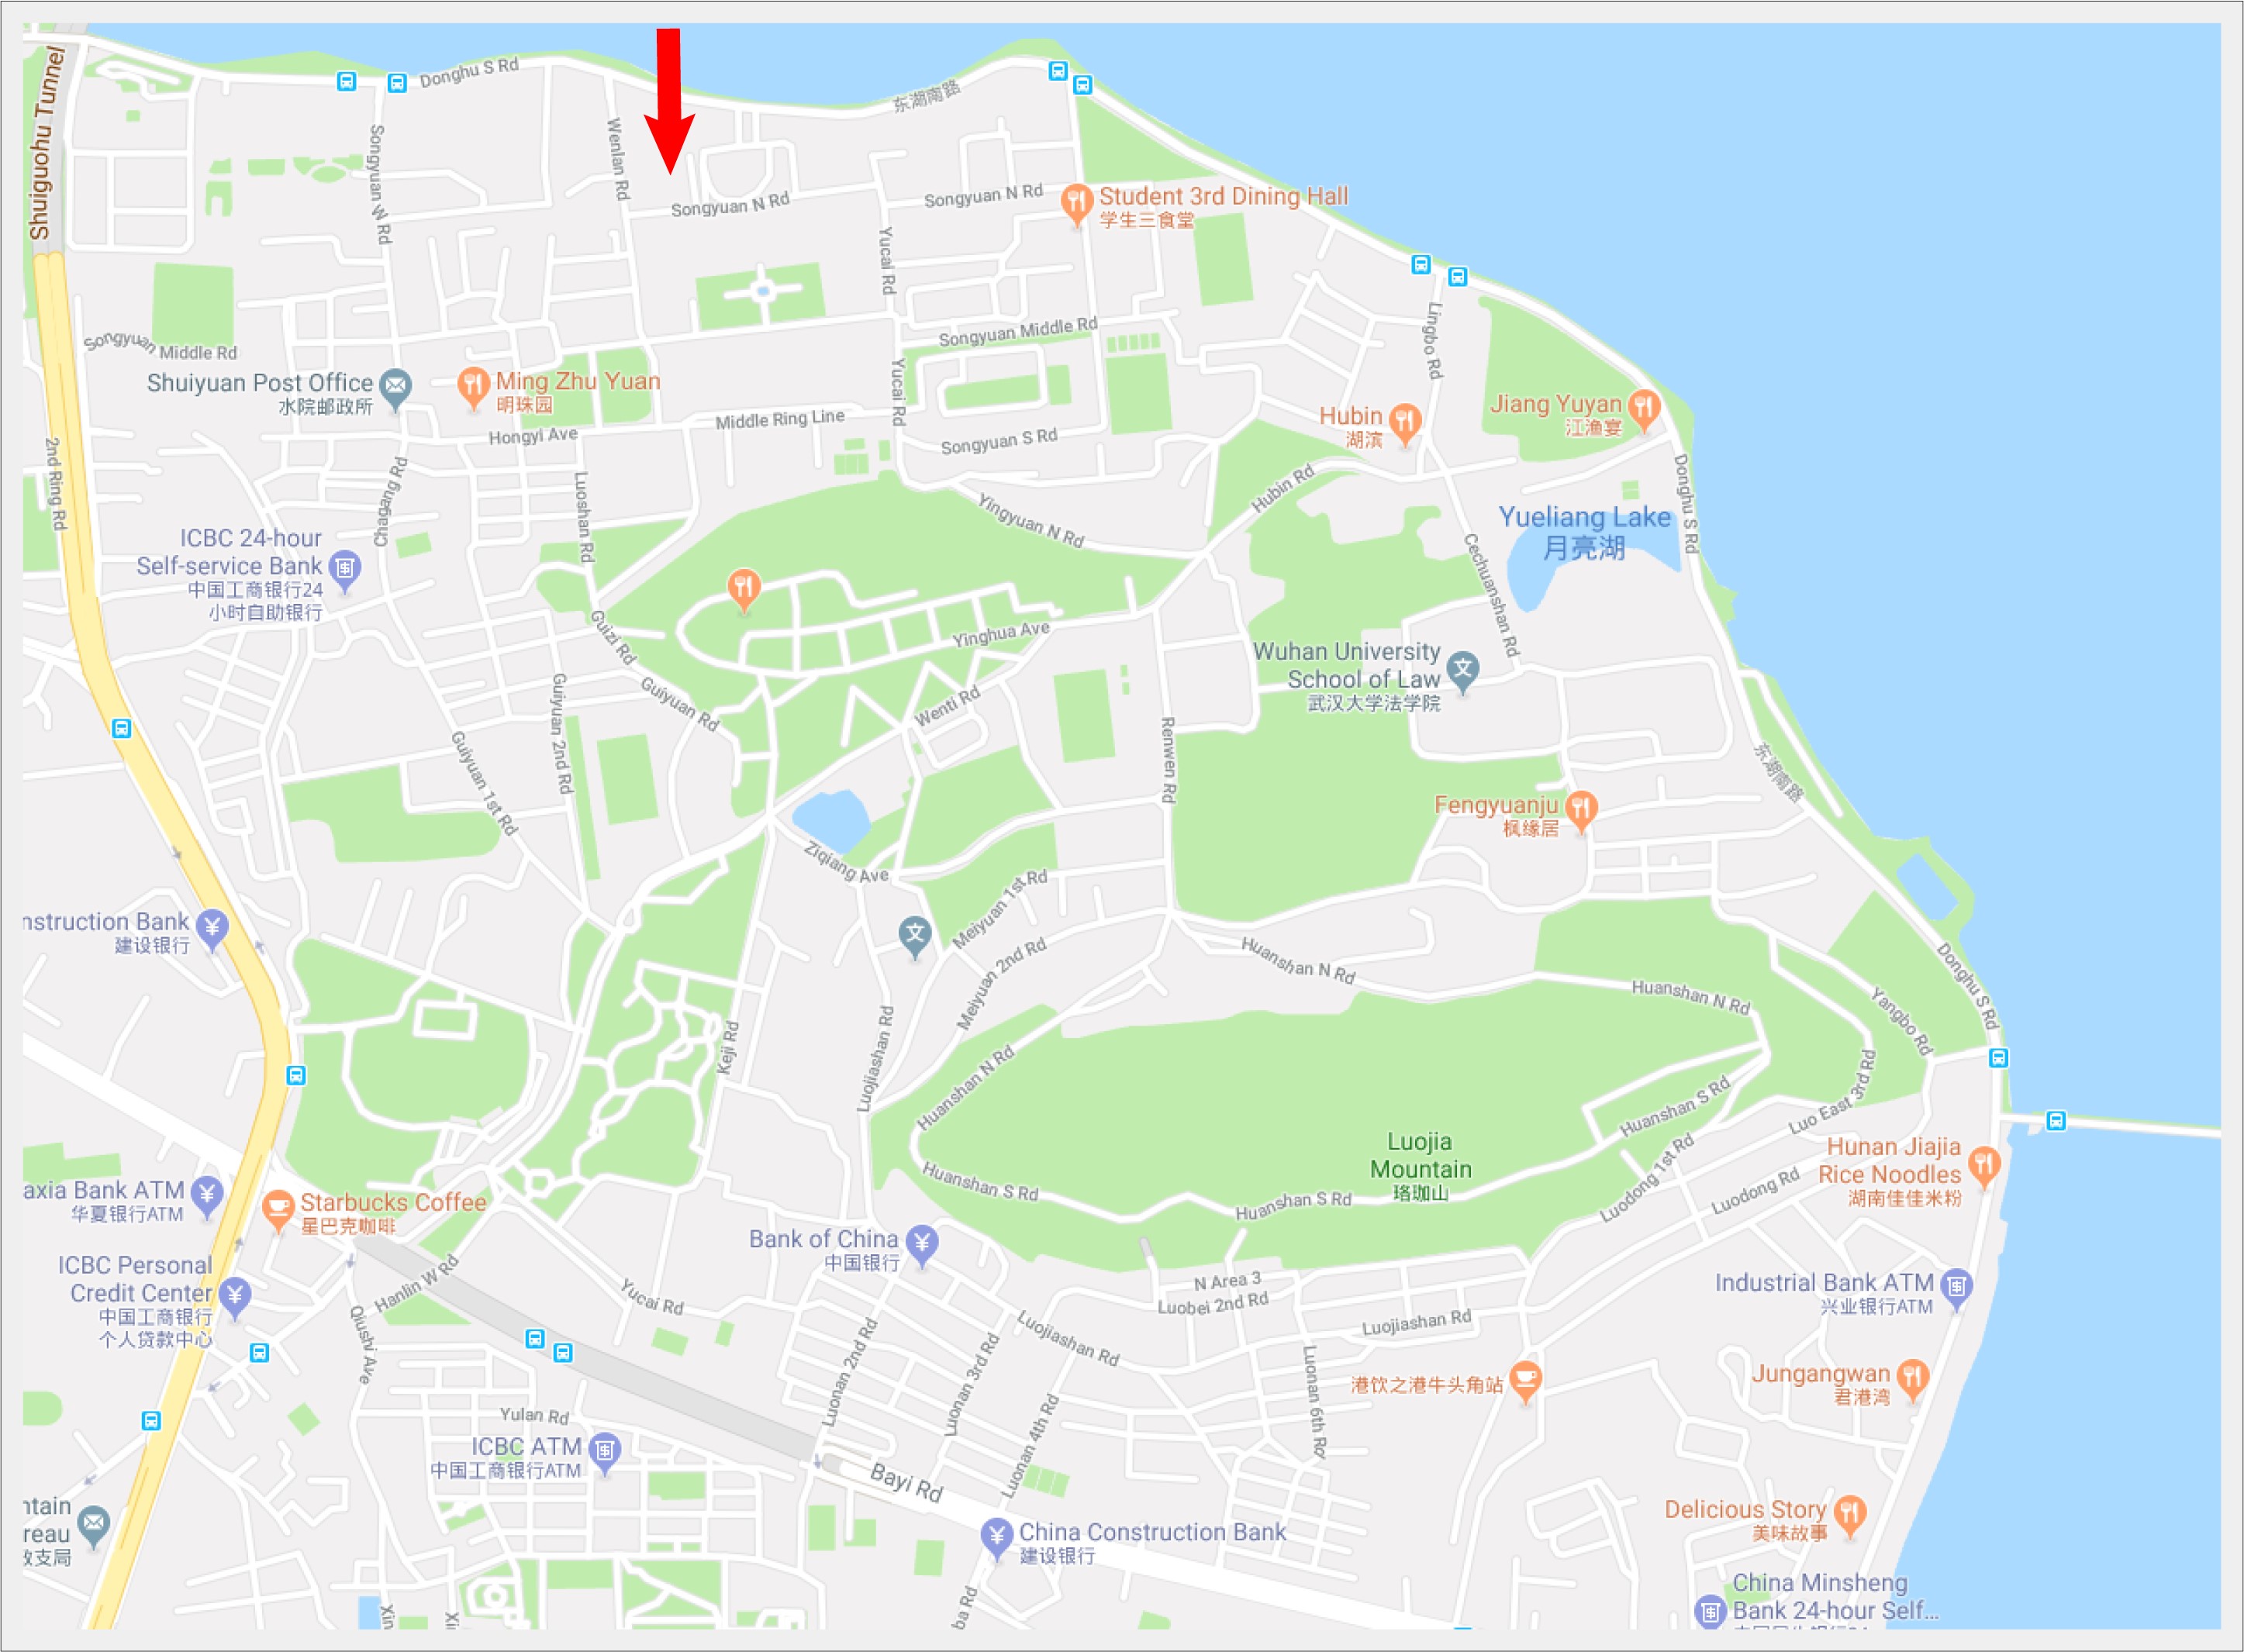 Shuiguohu Tunnel
Donghu S Rd
东湖南路
Songyuan W Rd
Wenlan Rd
Songyuan N Rd
Songyuan N Rd
Student 3rd Dining Hall
学生三食堂
Yucai Rd
Songyuan Middle Rd
Songyuan Middle Rd
Lingbo Rd
Shuiyuan Post Office
水院邮政所
Ming Zhu Yuan
明珠园
Yucai Rd
Middle Ring Line
Hongyi Ave
Songyuan S Rd
Hubin
湖滨
Jiang Yuyan
江渔宴
2nd Ring Rd
Chagang Rd
Luoshan Rd
Yingyuan N Rd
Hubin Rd
Donghu S Rd
Yueliang Lake
月亮湖
ICBC 24-hour
Self-service Bank
中国工商银行24
小时自助银行
Cechuanshan Rd
Guizi Rd
Yinghua Ave
Wuhan University
School of Law
武汉大学法学院
Guiyuan Rd
Guiyuan 2nd Rd
Wenti Rd
Renwen Rd
Guiyuan 1st Rd
东湖南路
Fengyuanju
枫缘居
Ziqiang Ave
Meiyuan 1st Rd
Meiyuan 2nd Rd
nstruction Bank
建设银行
Huanshan N Rd
Huanshan N Rd
Donghu S Rd
Yangbo Rd
Keji Rd
Luojiashan Rd
Huanshan N Rd
Luo East 3rd Rd
Huanshan S Rd
Luojia
Mountain
珞珈山
Luodong 1st Rd
Hunan Jiajia
Rice Noodles
湖南佳佳米粉
Huanshan S Rd
Huanshan S Rd
Luodong Rd
axia Bank ATM
华夏银行ATM
Starbucks Coffee
星巴克咖啡
Bank of China
中国银行
ICBC Personal
Credit Center
中国工商银行
个人贷款中心
Hanlin W Rd
Yucai Rd
N Area 3
Luobei 2nd Rd
Industrial Bank ATM
兴业银行ATM
Qiushi Ave
Luojiashan Rd
Luojiashan Rd
Luonan 2nd Rd
Luonan 3rd Rd
Luonan 4th Rd
Luonan 6th Rd
港饮之港牛头角站
Jungangwan
君港湾
Yulan Rd
ICBC ATM
中国工商银行ATM
Bayi Rd
ntain
reau
支局
China Construction Bank
建设银行
Delicious Story
美味故事
China Minsheng
Bank 24-hour Self...
Xin
Xi
ba Rd